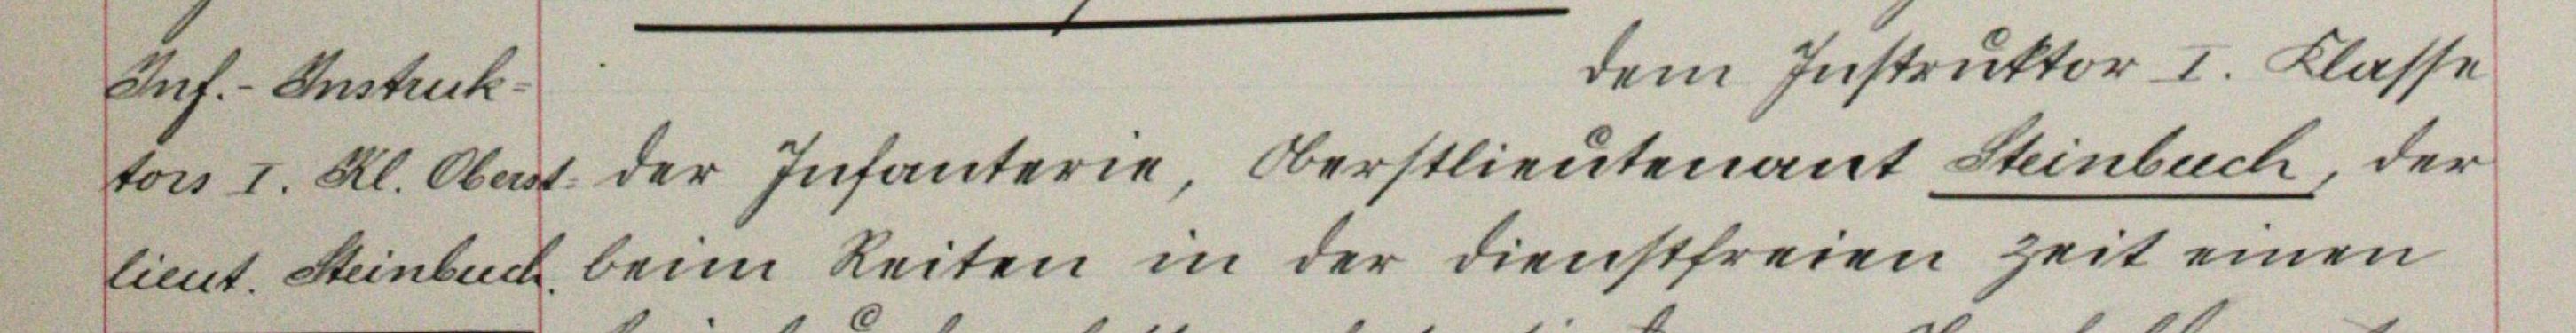 Inf.-Instruk-
tors I. Kl. Oberst-
lieut. Steinbuch.
dem Instruktor I. Klasse
der Infanterie, Oberstlieutenant Steinbuch, der
beim Reiten in der dienstfreien Zeit einen